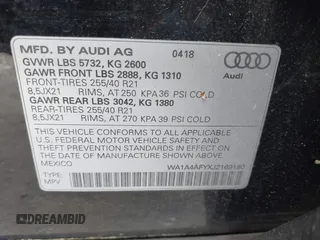 MFD. BY AUDI AG 0418
GVWR LBS 5732, KG 2600
GAWR FRONT LBS 2888, KG 1310
FRONT-TIRES 255/40 R21
8,5JX21 RIMS, AT 250 KPA 36 PSI COLD
GAWR REAR LBS 3042, KG 1380
REAR-TIRES 255/40 R21
8,5JX21 RIMS, AT 270 KPA 39 PSI COLD
Audi
THIS VEHICLE CONFORMS TO ALL APPLICABLE
U.S. FEDERAL MOTOR VEHICLE SAFETY
STANDARDS IN EFFECT ON THE DATE OF
MANUFACTURE SHOWN ABOVE.
MEXICO
TYPE:
MPV
DREAMBID